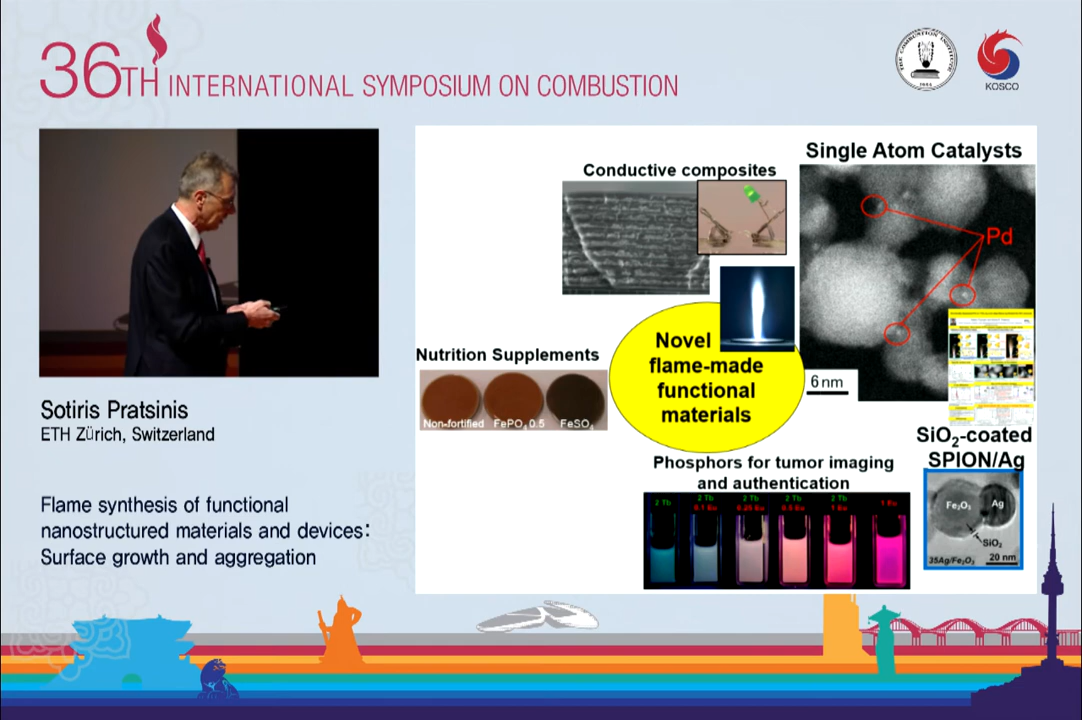 36TH INTERNATIONAL SYMPOSIUM ON COMBUSTION
THE COMBUSTION INSTITUTE
KOSCO
Sotiris Pratsinis
ETH Zürich, Switzerland
Flame synthesis of functional
nanostructured materials and devices:
Surface growth and aggregation
Conductive composites
Single Atom Catalysts
Pd
6 nm
Novel
flame-made
functional
materials
Nutrition Supplements
Non-fortified FePO₄ 0.5 FeSO₄
Phosphors for tumor imaging
and authentication
2 Tb 2 Tb 2 Tb 2 Tb 2 Tb 1 Eu
0.1 Eu 0.25 Eu 0.5 Eu 1 Eu
SiO₂-coated
SPION/Ag
Fe₂O₃ Ag
SiO₂
35Ag/Fe₂O₃ 20 nm